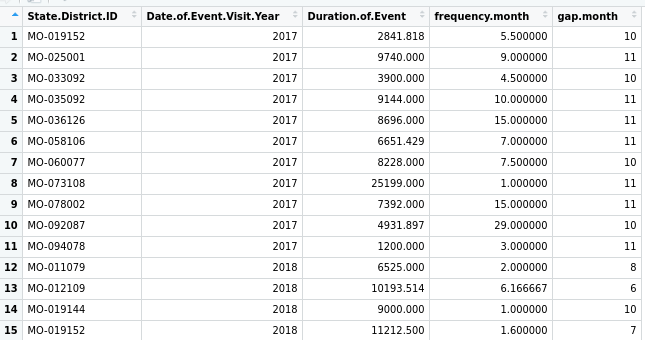 State.District.ID Date.of.Event.Visit.Year Duration.of.Event frequency.month gap.month
1 MO-019152 2017 2841.818 5.500000 10
2 MO-025001 2017 9740.000 9.000000 11
3 MO-033092 2017 3900.000 4.500000 10
4 MO-035092 2017 9144.000 10.000000 11
5 MO-036126 2017 8696.000 15.000000 11
6 MO-058106 2017 6651.429 7.000000 11
7 MO-060077 2017 8228.000 7.500000 10
8 MO-073108 2017 25199.000 1.000000 11
9 MO-078002 2017 7392.000 15.000000 11
10 MO-092087 2017 4931.897 29.000000 10
11 MO-094078 2017 1200.000 3.000000 11
12 MO-011079 2018 6525.000 2.000000 8
13 MO-012109 2018 10193.514 6.166667 6
14 MO-019144 2018 9000.000 1.000000 10
15 MO-019152 2018 11212.500 1.600000 7